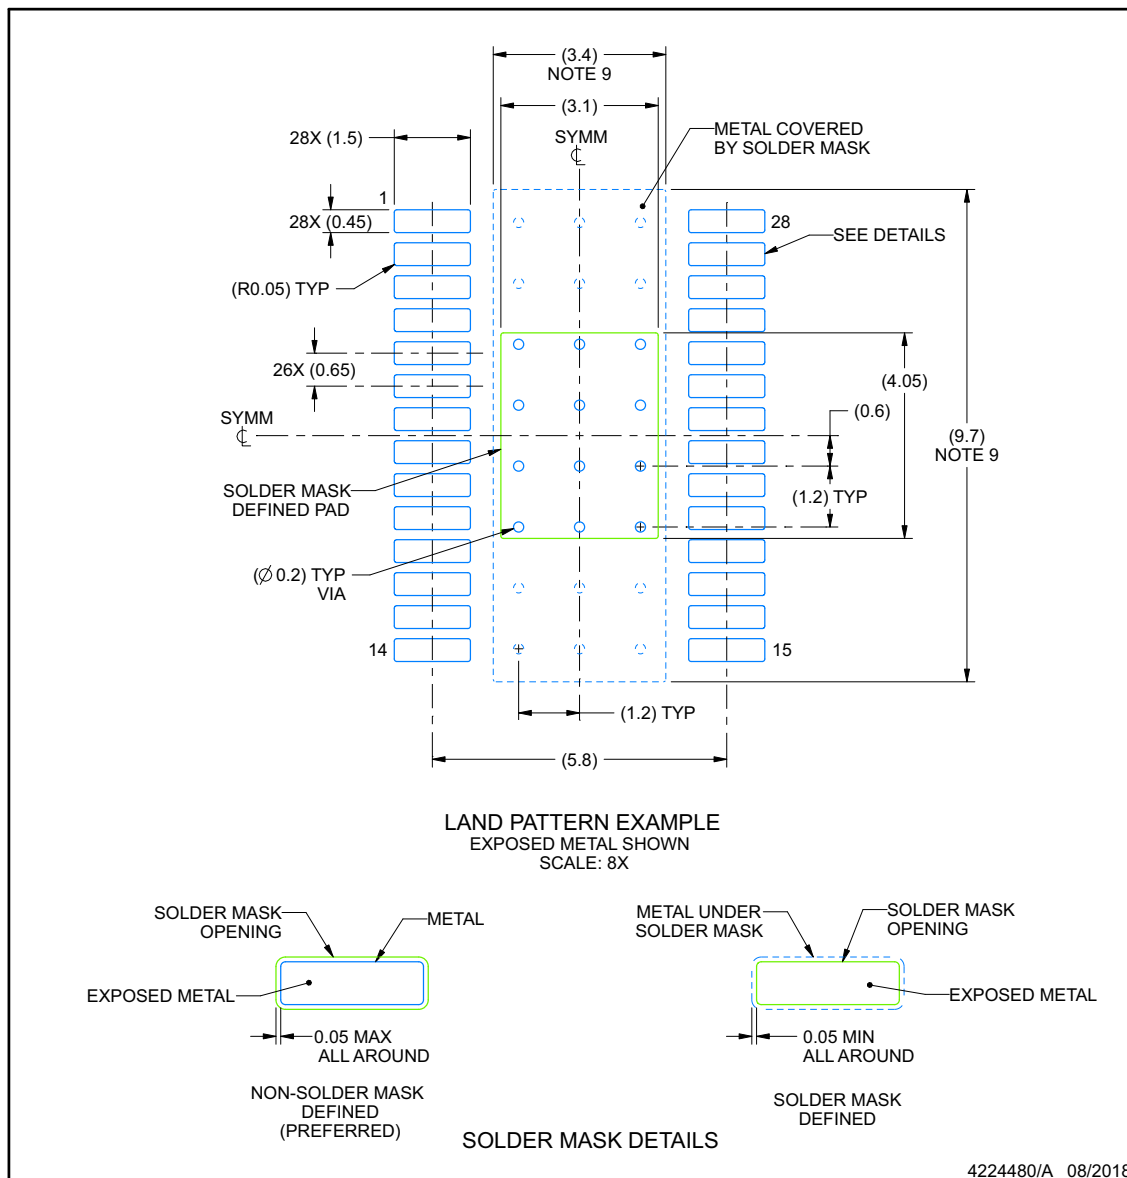 (3.4)
NOTE 9
(3.1)
SYMM
℄
METAL COVERED
BY SOLDER MASK
28X (1.5)
1
28X (0.45)
28
SEE DETAILS
(R0.05) TYP
26X (0.65)
(4.05)
(0.6)
SYMM
℄
(9.7)
NOTE 9
SOLDER MASK
DEFINED PAD
(1.2) TYP
(∅ 0.2) TYP
VIA
14
15
(1.2) TYP
(5.8)
LAND PATTERN EXAMPLE
EXPOSED METAL SHOWN
SCALE: 8X
SOLDER MASK
OPENING
METAL
EXPOSED METAL
0.05 MAX
ALL AROUND
NON-SOLDER MASK
DEFINED
(PREFERRED)
METAL UNDER
SOLDER MASK
SOLDER MASK
OPENING
EXPOSED METAL
0.05 MIN
ALL AROUND
SOLDER MASK
DEFINED
SOLDER MASK DETAILS
4224480/A 08/2018